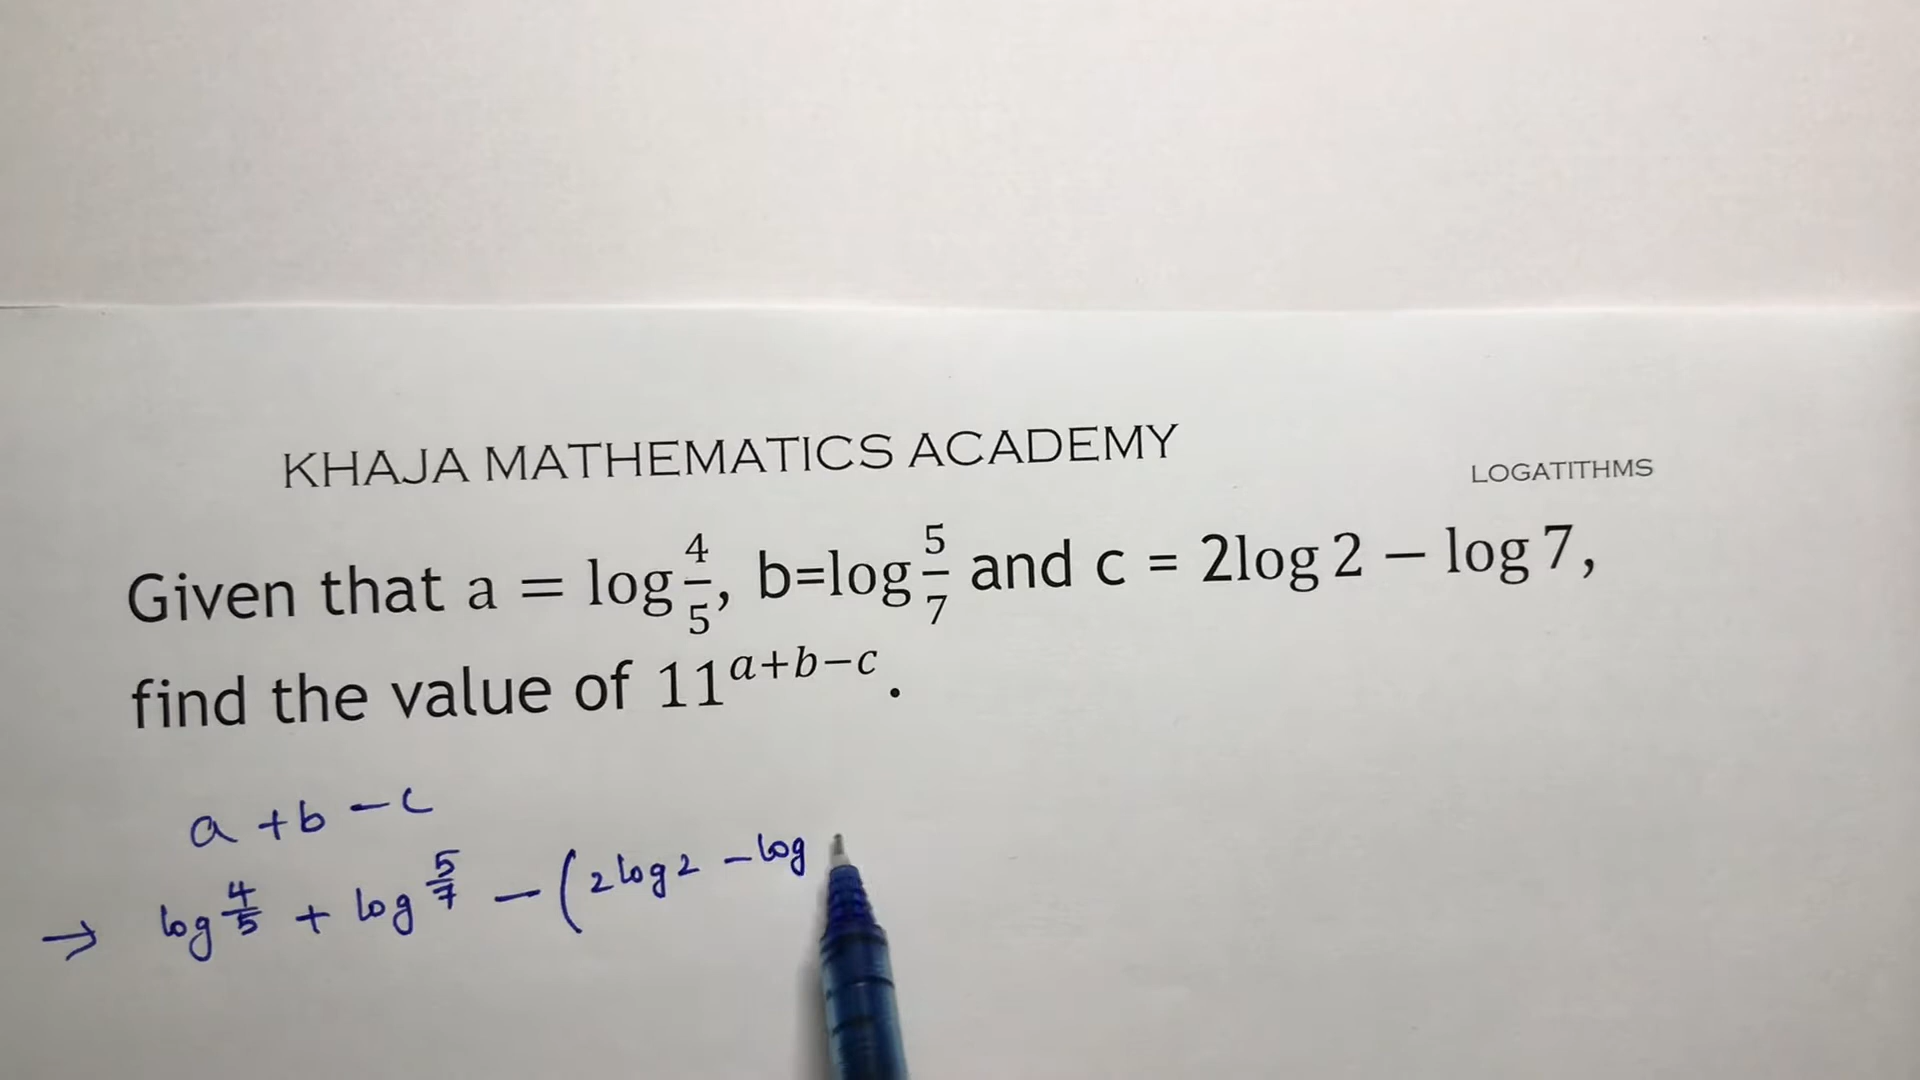 KHAJA MATHEMATICS ACADEMY
LOGATITHMS
Given that a = log 4/5, b=log 5/7 and c = 2log 2 − log 7,
find the value of 11^(a+b−c).
a + b − c
→ log 4/5 + log 5/7 − (2 log 2 − log